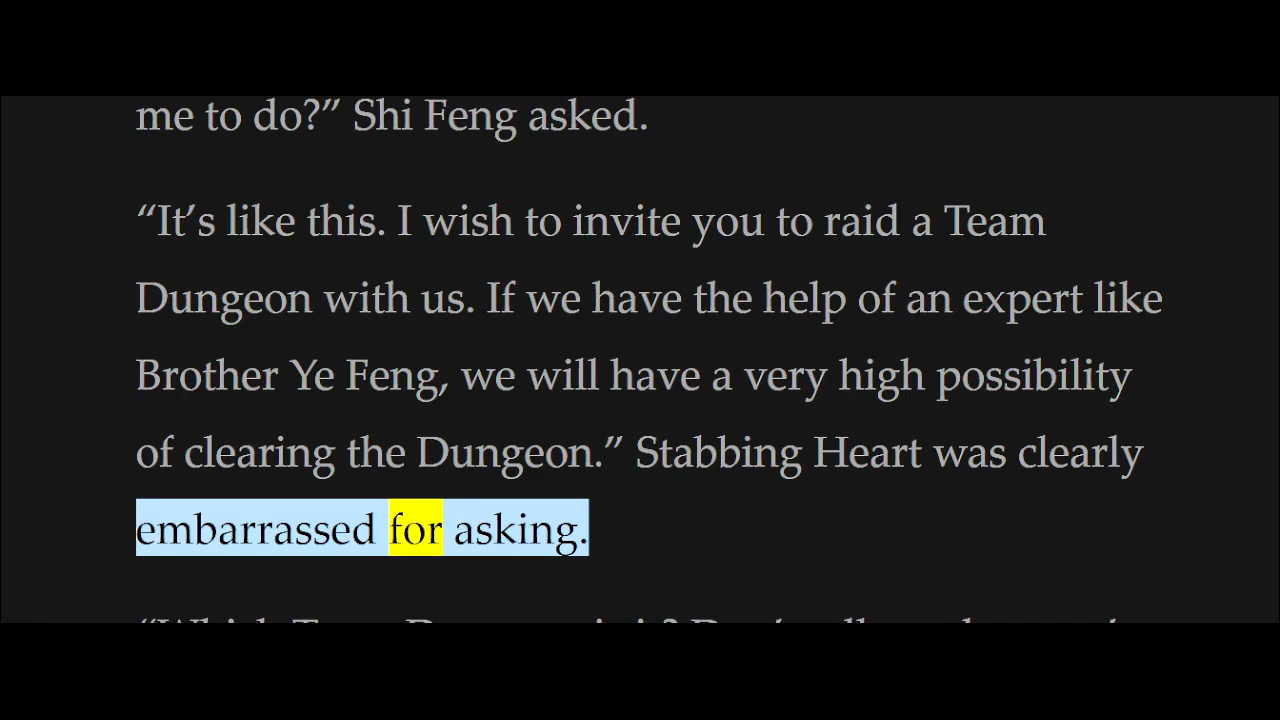 me to do?” Shi Feng asked.
“It’s like this. I wish to invite you to raid a Team
Dungeon with us. If we have the help of an expert like
Brother Ye Feng, we will have a very high possibility
of clearing the Dungeon.” Stabbing Heart was clearly
embarrassed for asking.